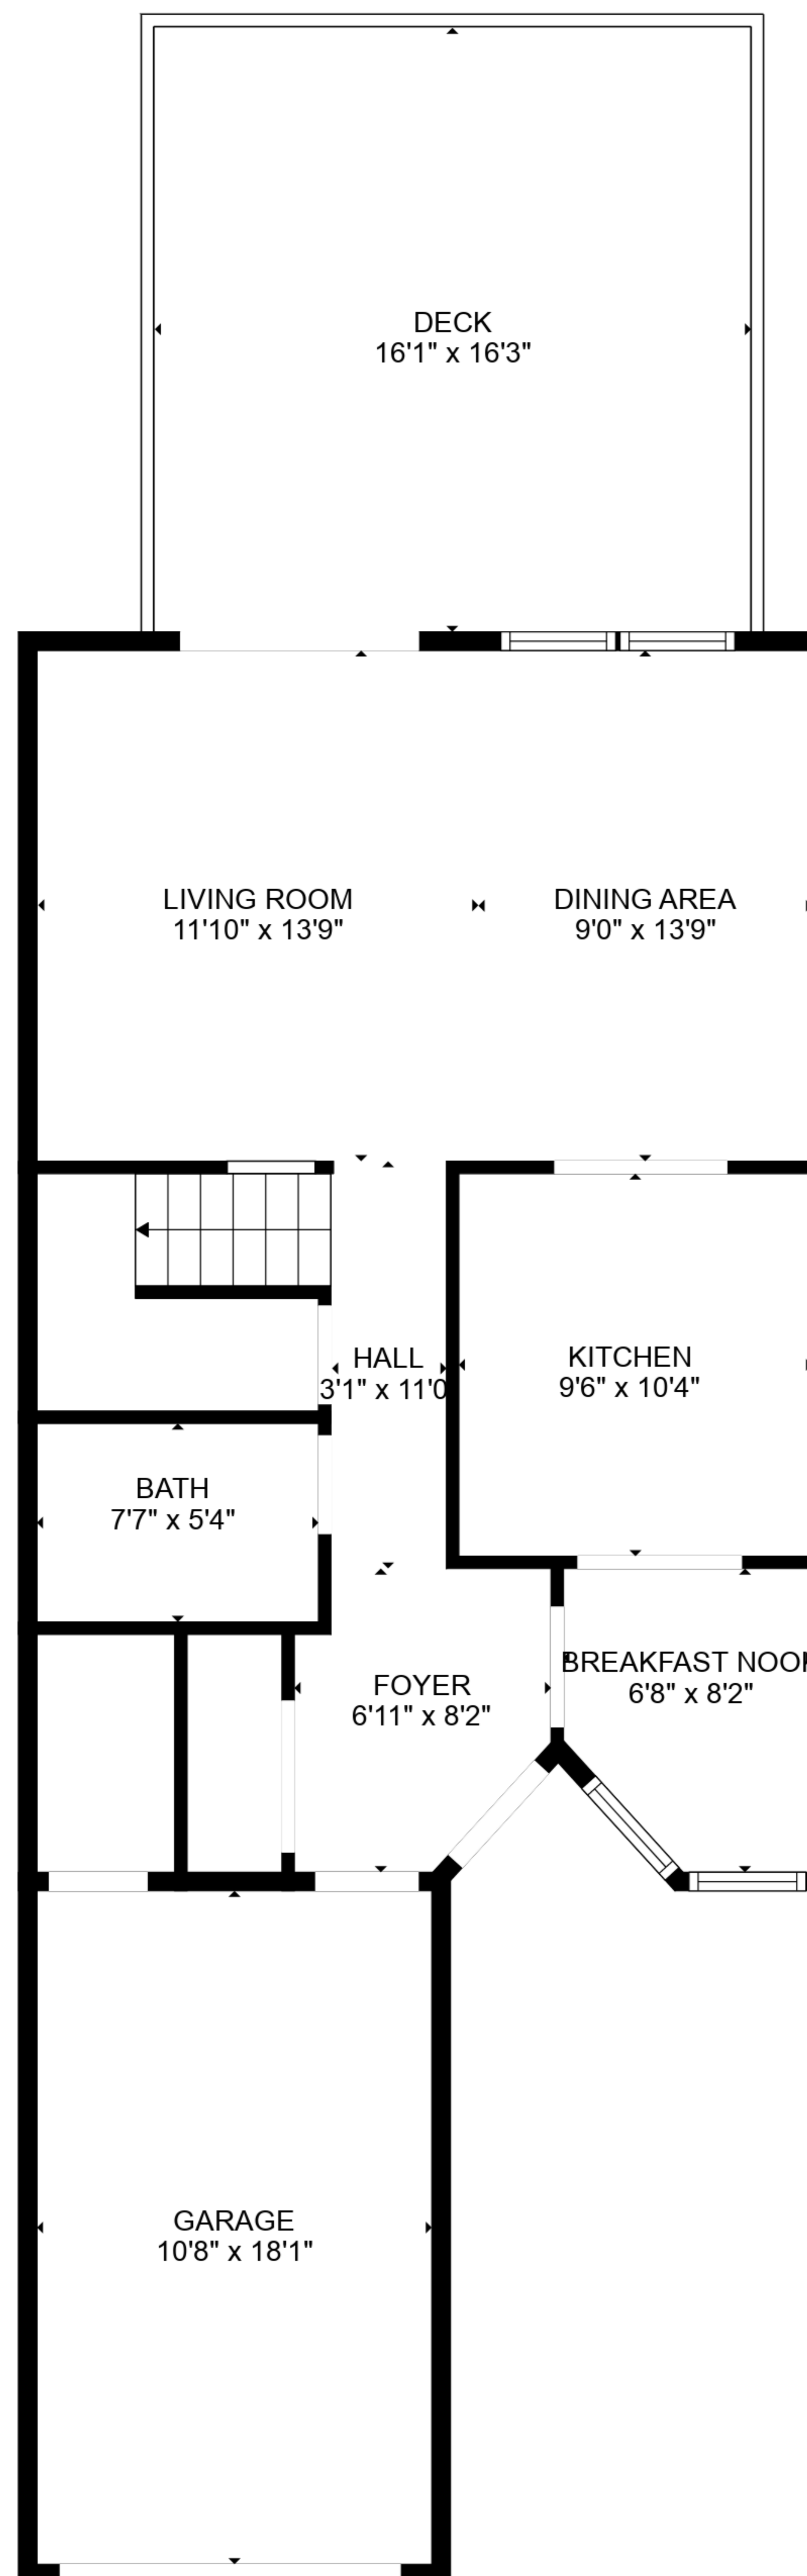 DECK
16'1" x 16'3"
LIVING ROOM
11'10" x 13'9"
DINING AREA
9'0" x 13'9"
HALL
3'1" x 11'0
KITCHEN
9'6" x 10'4"
BATH
7'7" x 5'4"
FOYER
6'11" x 8'2"
BREAKFAST NOOK
6'8" x 8'2"
GARAGE
10'8" x 18'1"